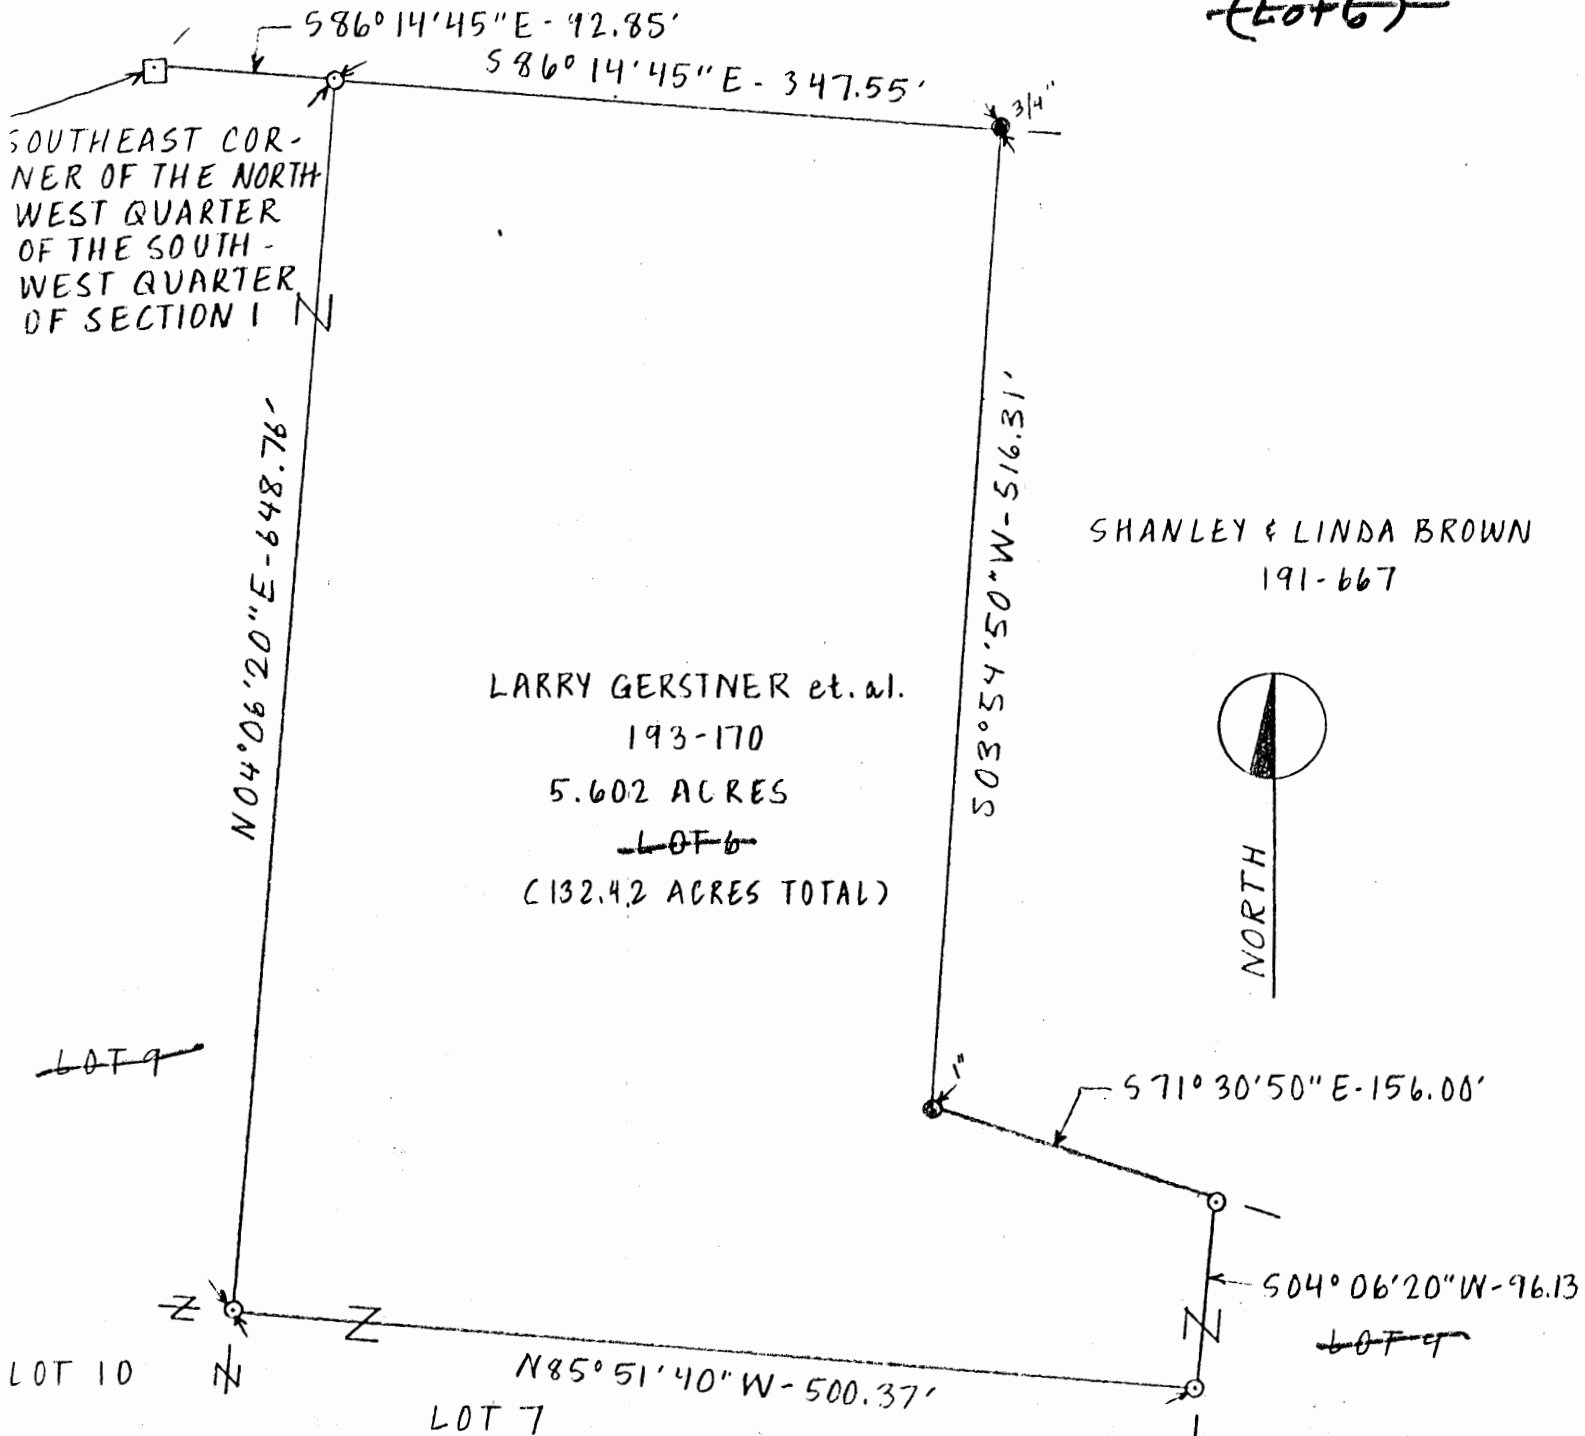 (LOT 6)
S86°14'45"E - 92.85'
S86°14'45"E - 347.55'
3/4"
SOUTHEAST COR-
NER OF THE NORTH
WEST QUARTER
OF THE SOUTH-
WEST QUARTER
OF SECTION 1
N04°06'20"E-648.76'
S03°54'50"W-516.31'
SHANLEY & LINDA BROWN
191-667
LARRY GERSTNER et. al.
193-170
5.602 ACRES
LOT 6
(132.42 ACRES TOTAL)
NORTH
LOT 9
1"
S71°30'50"E-156.00'
S04°06'20"W-96.13
LOT 10
N85°51'40"W-500.37'
LOT 7